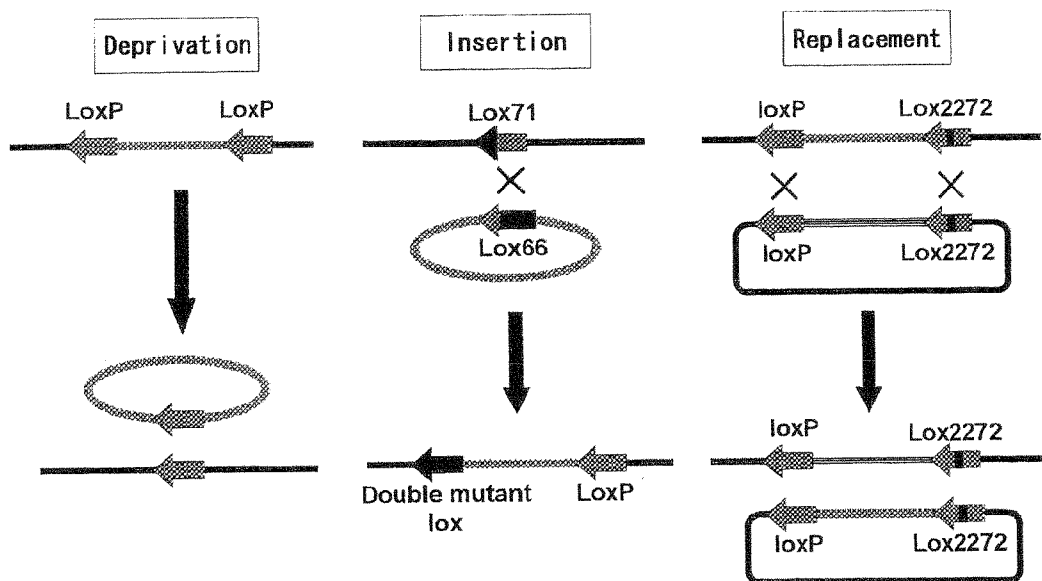 Deprivation
LoxP
LoxP
Insertion
Lox71
Lox66
Double mutant
lox
LoxP
Replacement
loxP
Lox2272
loxP
Lox2272
loxP
Lox2272
loxP
Lox2272